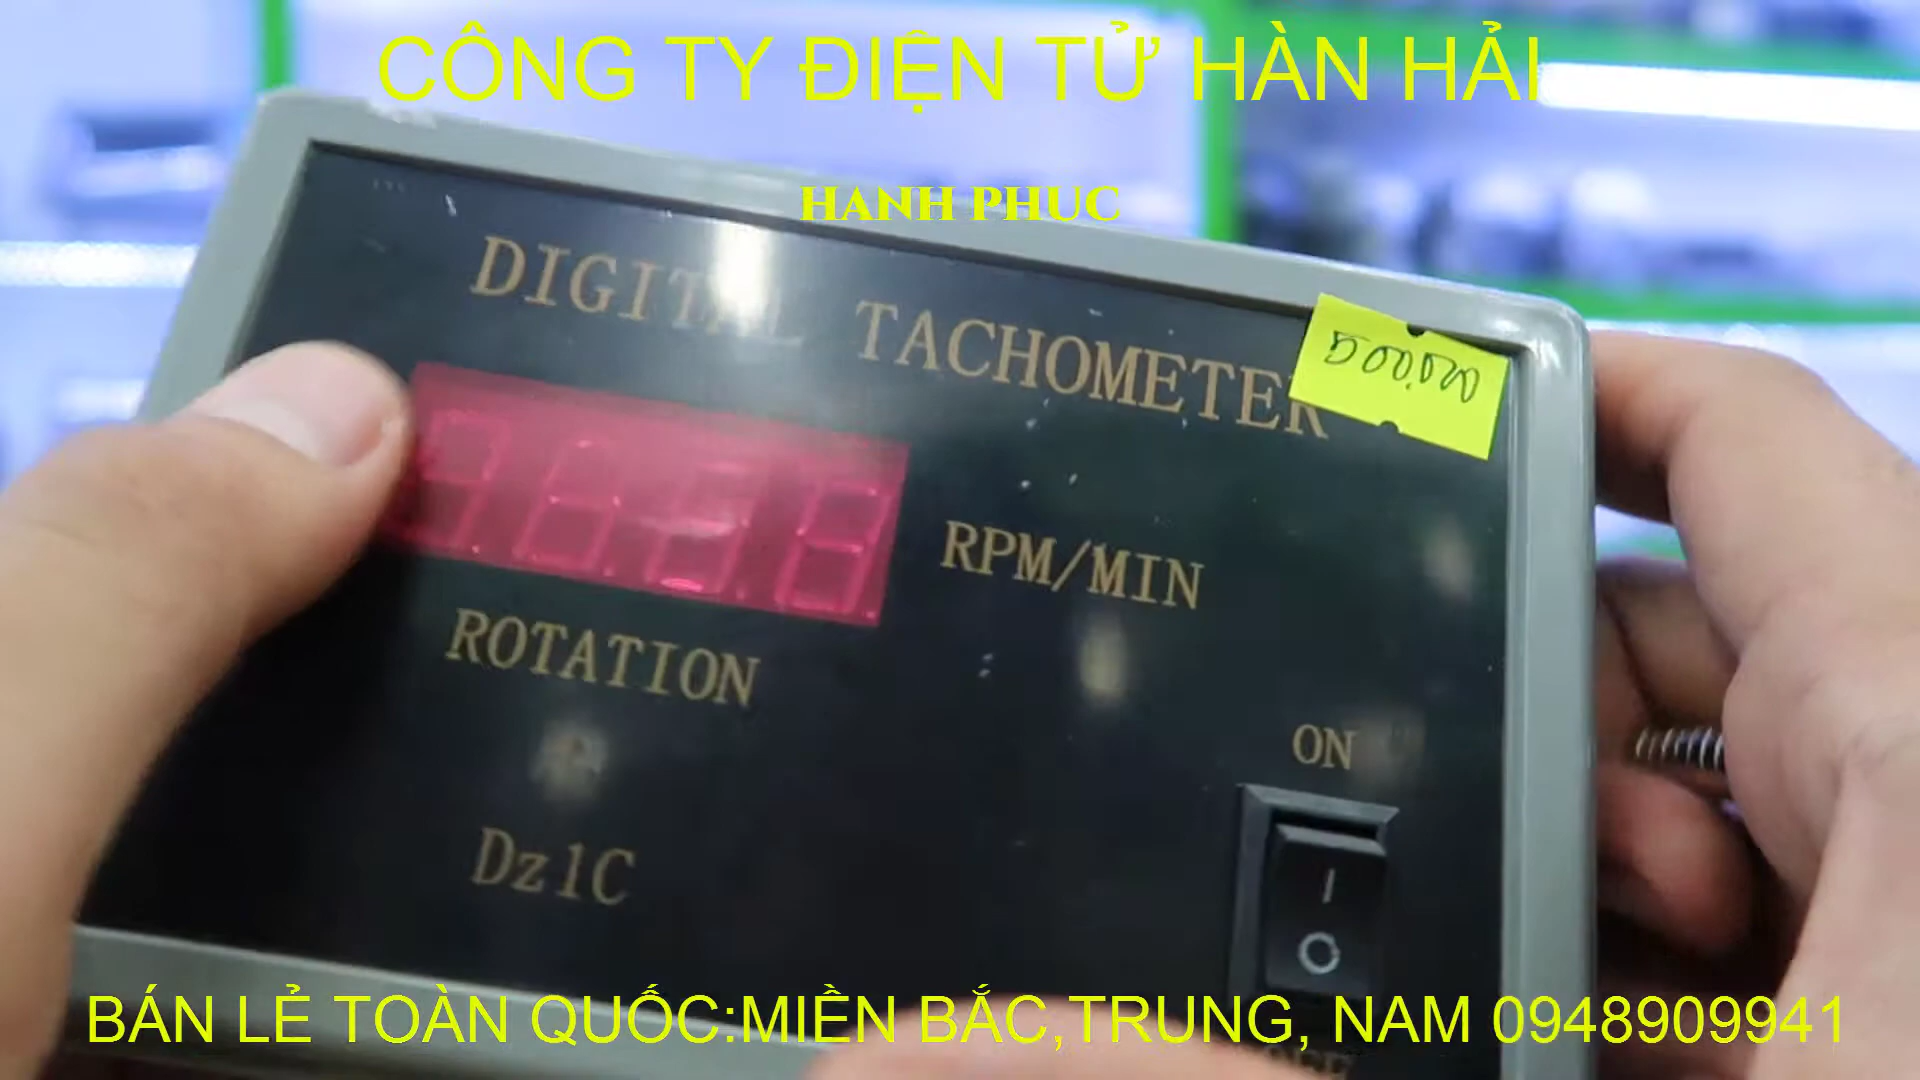 CÔNG TY ĐIỆN TỬ HÀN HẢI
HANH PHUC
DIGITAL TACHOMETER
500.000
RPM/MIN
ROTATION
ON
Dz1C
BÁN LẺ TOÀN QUỐC:MIỀN BẮC,TRUNG, NAM 0948909941